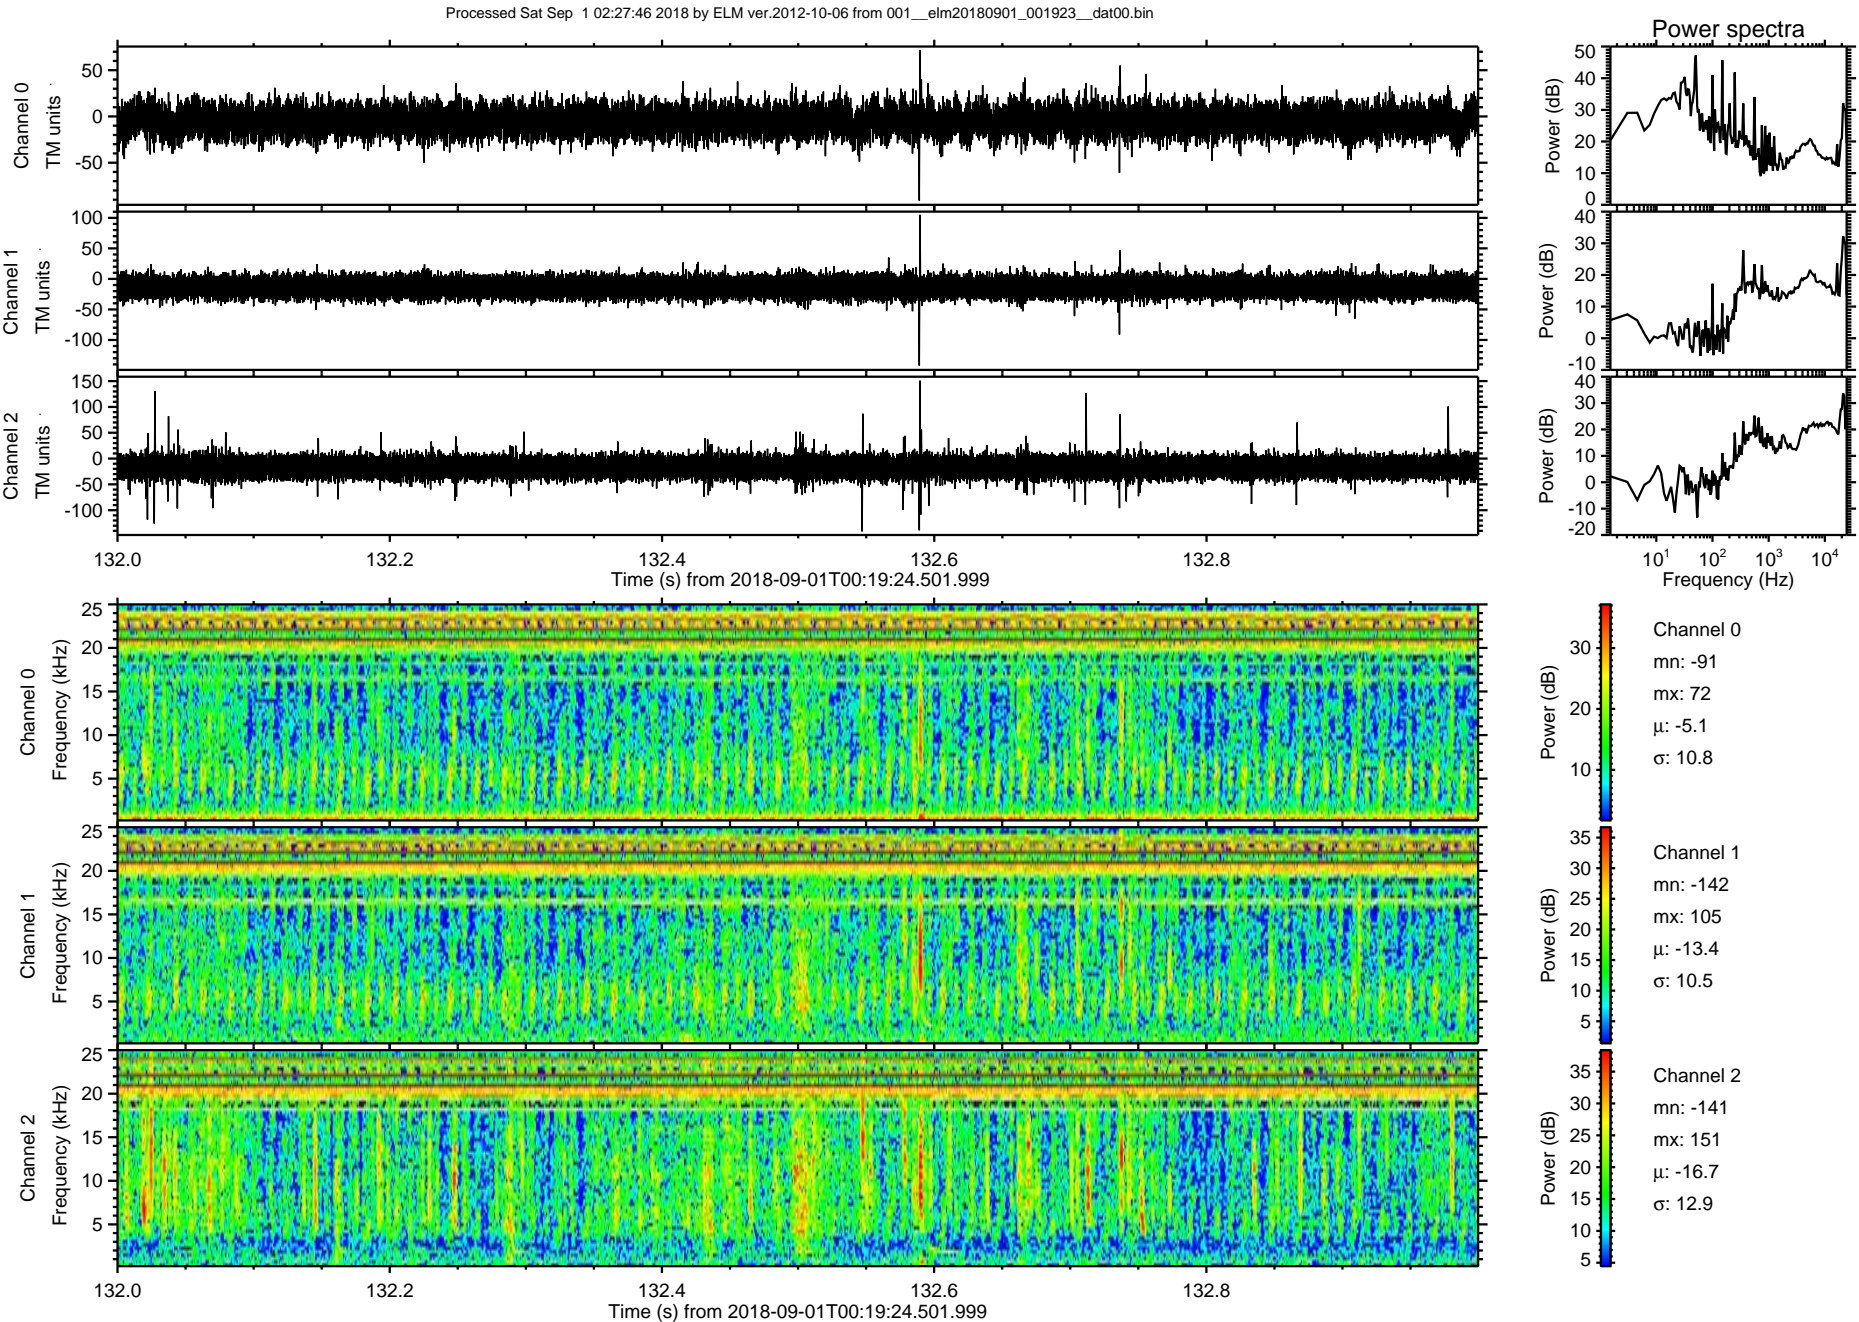 Processed Sat Sep  1 02:27:46 2018 by ELM ver.2012-10-06 from 001__elm20180901_001923__dat00.bin
Power spectra
Channel 0
TM units
50
0
-50
Power (dB)
50
40
30
20
10
0
Channel 1
TM units
100
50
0
-50
-100
Power (dB)
40
30
20
10
0
-10
Channel 2
TM units
150
100
50
0
-50
-100
Power (dB)
40
30
20
10
0
-10
-20
132.0 132.2 132.4 132.6 132.8
Time (s) from 2018-09-01T00:19:24.501.999
10^1 10^2 10^3 10^4
Frequency (Hz)
Channel 0
Frequency (kHz)
25
20
15
10
5
Power (dB)
30
20
10
Channel 0
mn: -91
mx: 72
μ: -5.1
σ: 10.8
Channel 1
Frequency (kHz)
25
20
15
10
5
Power (dB)
35
30
25
20
15
10
5
Channel 1
mn: -142
mx: 105
μ: -13.4
σ: 10.5
Channel 2
Frequency (kHz)
25
20
15
10
5
Power (dB)
35
30
25
20
15
10
5
Channel 2
mn: -141
mx: 151
μ: -16.7
σ: 12.9
132.0 132.2 132.4 132.6 132.8
Time (s) from 2018-09-01T00:19:24.501.999